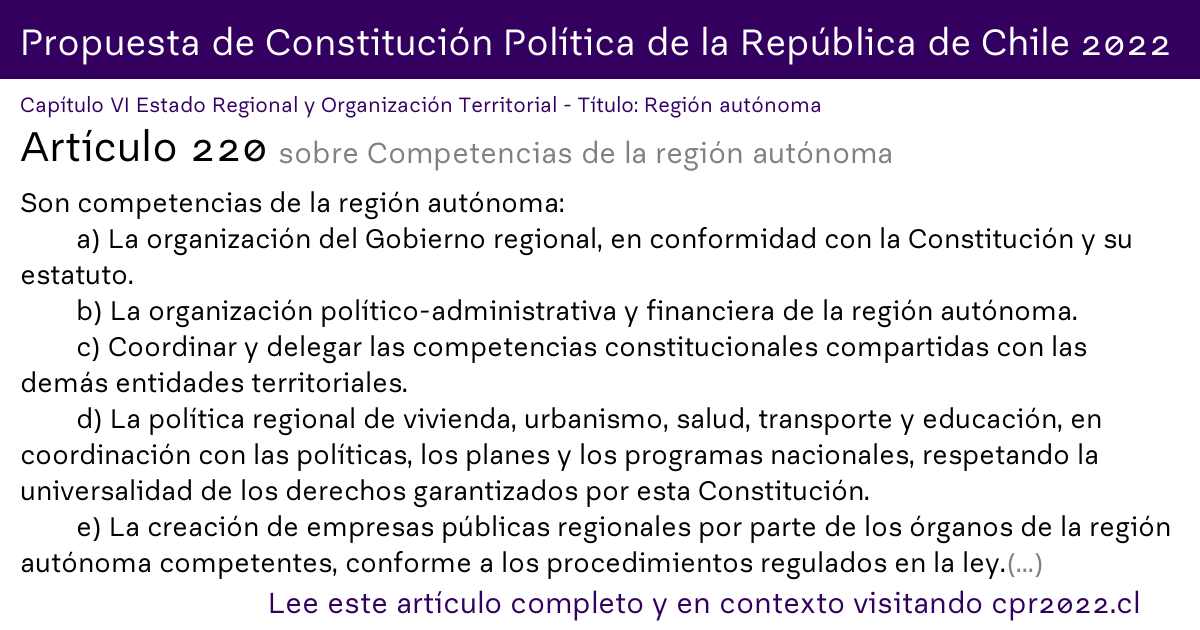 Propuesta de Constitución Política de la República de Chile 2022
Capítulo VI Estado Regional y Organización Territorial - Título: Región autónoma
Artículo 220 sobre Competencias de la región autónoma
Son competencias de la región autónoma:
a) La organización del Gobierno regional, en conformidad con la Constitución y su
estatuto.
b) La organización político-administrativa y financiera de la región autónoma.
c) Coordinar y delegar las competencias constitucionales compartidas con las
demás entidades territoriales.
d) La política regional de vivienda, urbanismo, salud, transporte y educación, en
coordinación con las políticas, los planes y los programas nacionales, respetando la
universalidad de los derechos garantizados por esta Constitución.
e) La creación de empresas públicas regionales por parte de los órganos de la región
autónoma competentes, conforme a los procedimientos regulados en la ley.(...)
Lee este artículo completo y en contexto visitando cpr2022.cl